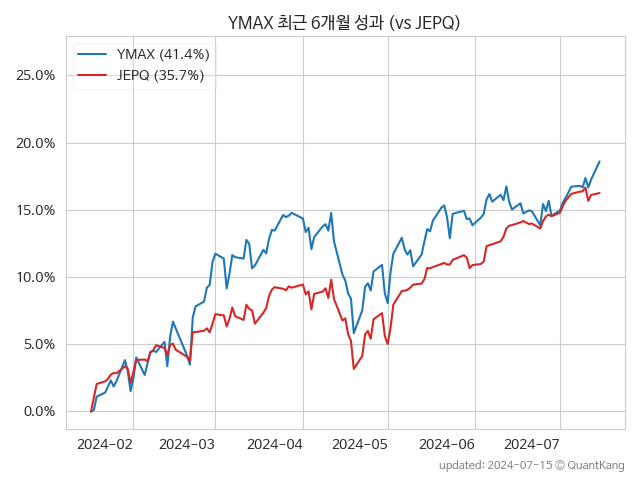 YMAX 최근 6개월 성과 (vs JEPQ)
YMAX (41.4%)
JEPQ (35.7%)
25.0%
20.0%
15.0%
10.0%
5.0%
0.0%
2024-02 2024-03 2024-04 2024-05 2024-06 2024-07
updated: 2024-07-15 © QuantKang